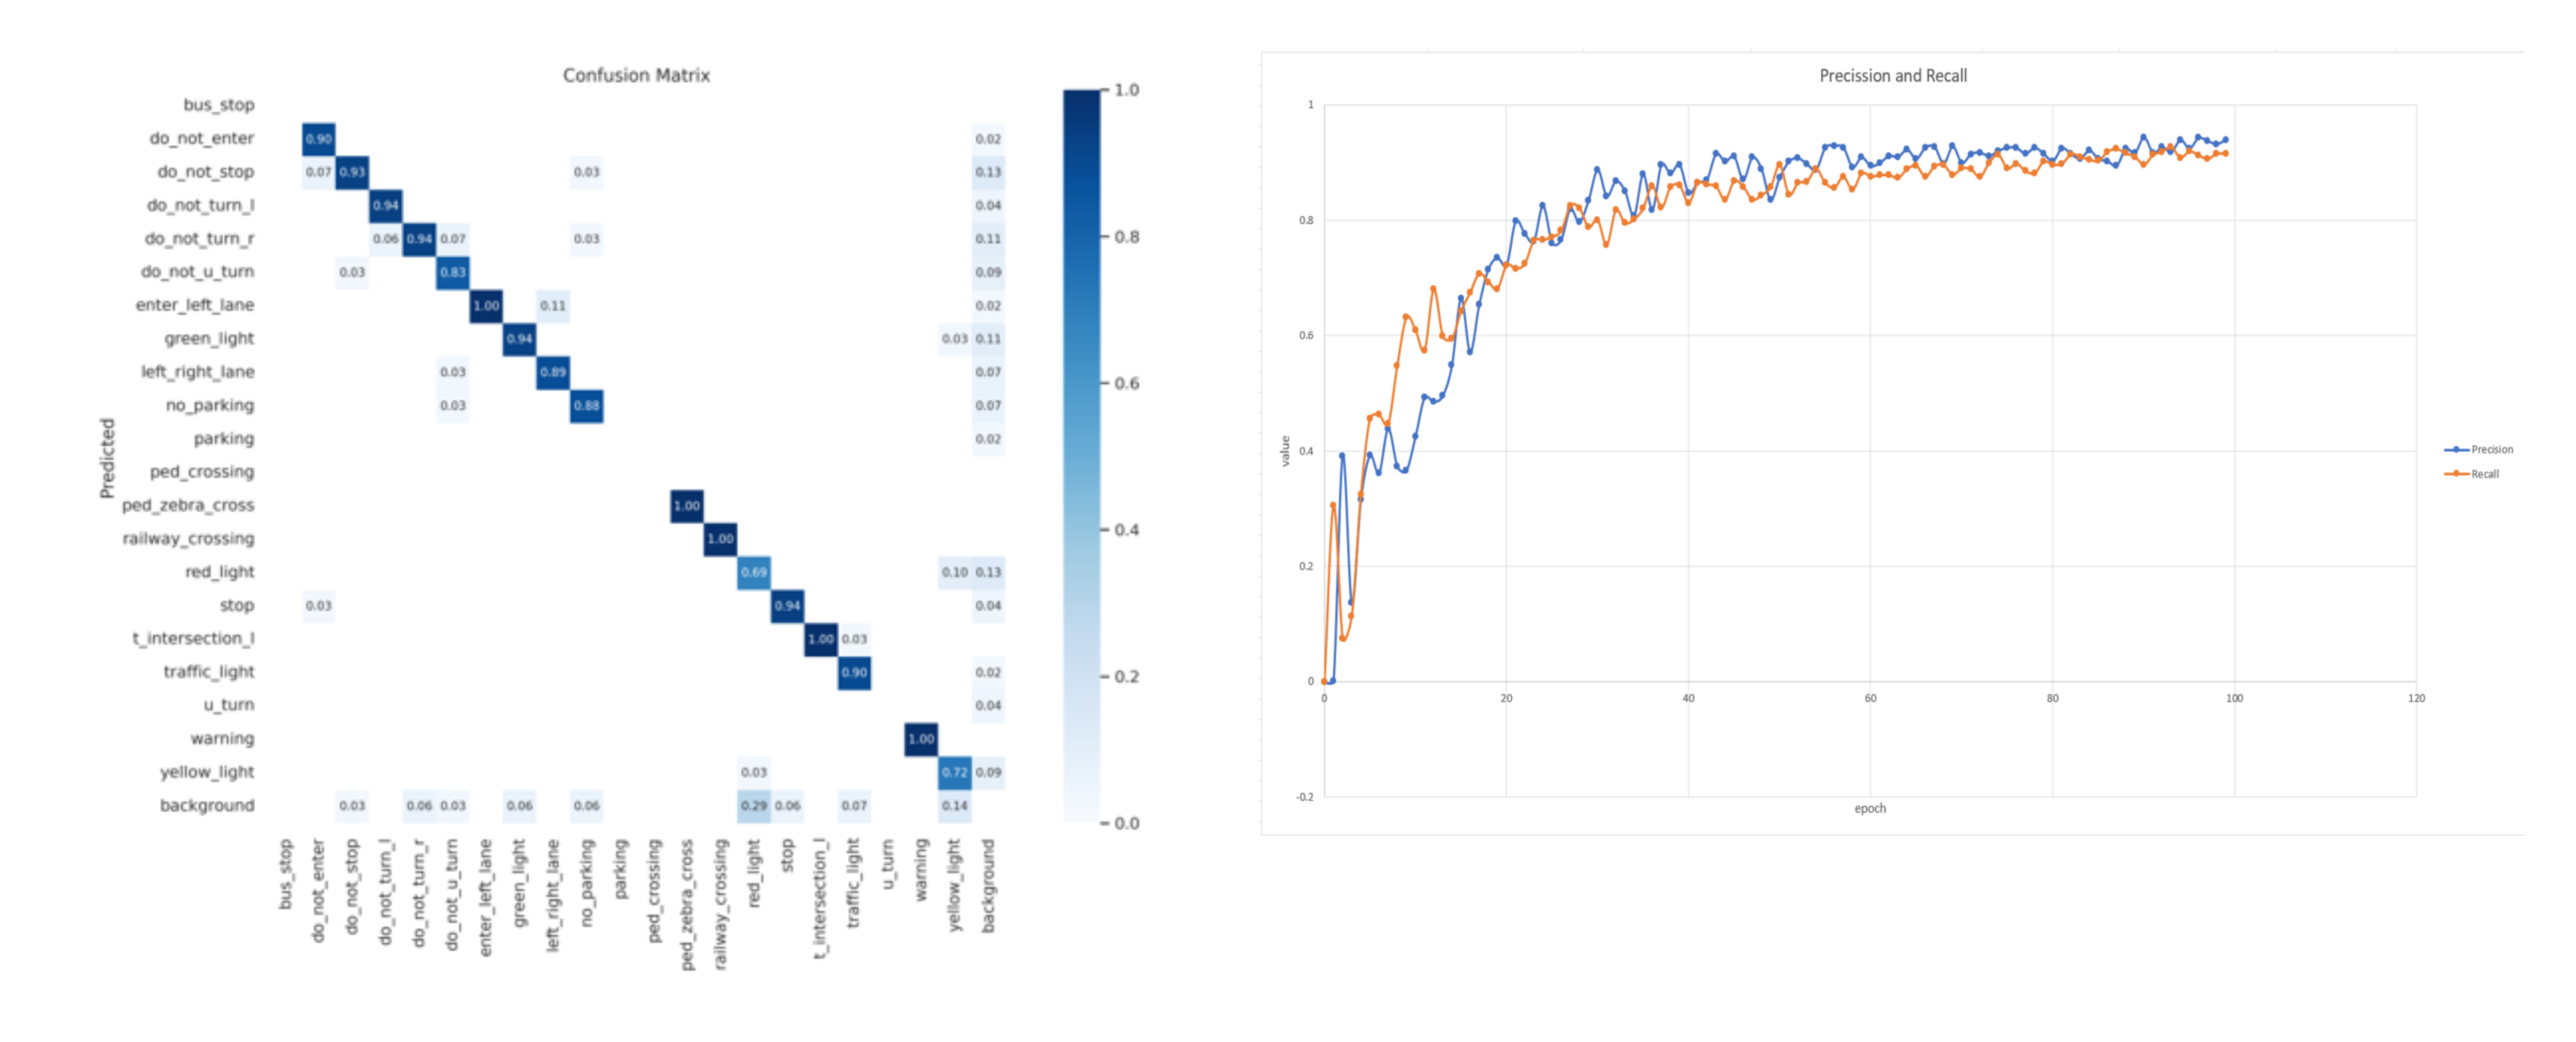 Confusion Matrix
Predicted
bus_stop
do_not_enter 0.90 0.02
do_not_stop 0.07 0.93 0.03 0.13
do_not_turn_l 0.94 0.04
do_not_turn_r 0.06 0.94 0.07 0.03 0.11
do_not_u_turn 0.03 0.83 0.09
enter_left_lane 1.00 0.11 0.02
green_light 0.94 0.03 0.11
left_right_lane 0.03 0.89 0.07
no_parking 0.03 0.88 0.07
parking 0.02
ped_crossing
ped_zebra_cross 1.00
railway_crossing 1.00
red_light 0.69 0.10 0.13
stop 0.03 0.94 0.04
t_intersection_l 1.00 0.03
traffic_light 0.90 0.02
u_turn 0.04
warning 1.00
yellow_light 0.03 0.72 0.09
background 0.03 0.06 0.03 0.06 0.06 0.29 0.06 0.07 0.14
bus_stop
do_not_enter
do_not_stop
do_not_turn_l
do_not_turn_r
do_not_u_turn
enter_left_lane
green_light
left_right_lane
no_parking
parking
ped_crossing
ped_zebra_cross
railway_crossing
red_light
stop
t_intersection_l
traffic_light
u_turn
warning
yellow_light
background
1.0
0.8
0.6
0.4
0.2
0.0
Precission and Recall
value
1
0.8
0.6
0.4
0.2
0
-0.2
0 20 40 60 80 100 120
epoch
Precision
Recall